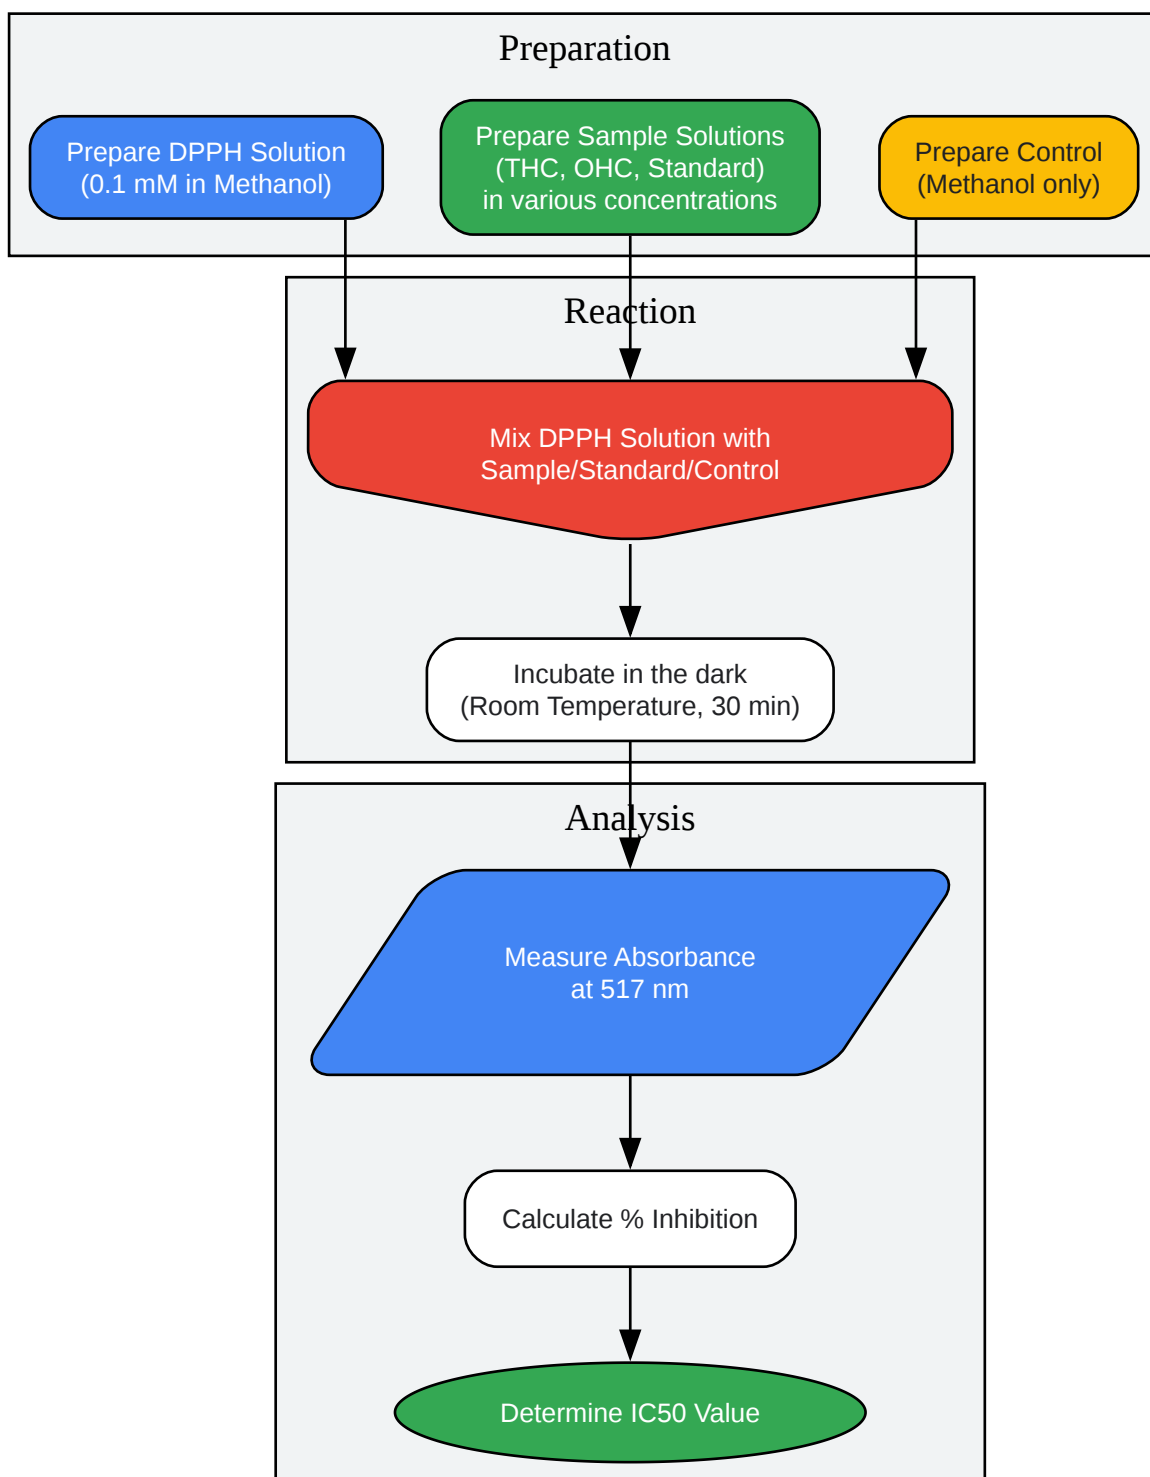 Preparation
Prepare DPPH Solution
(0.1 mM in Methanol)
Prepare Sample Solutions
(THC, OHC, Standard)
in various concentrations
Prepare Control
(Methanol only)
Reaction
Mix DPPH Solution with
Sample/Standard/Control
Incubate in the dark
(Room Temperature, 30 min)
Analysis
Measure Absorbance
at 517 nm
Calculate % Inhibition
Determine IC50 Value